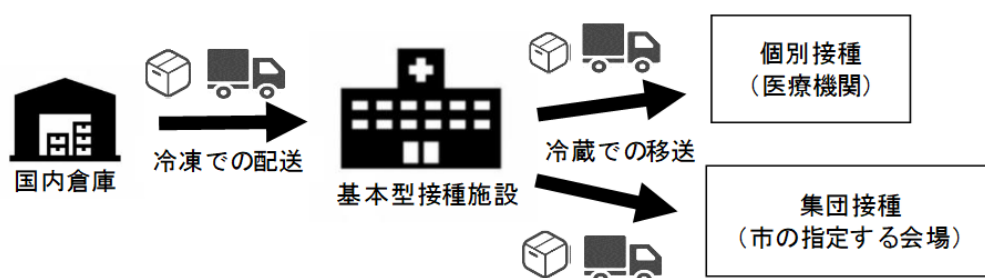 国内倉庫
冷凍での配送
基本型接種施設
冷蔵での移送
個別接種
（医療機関）
集団接種
（市の指定する会場）